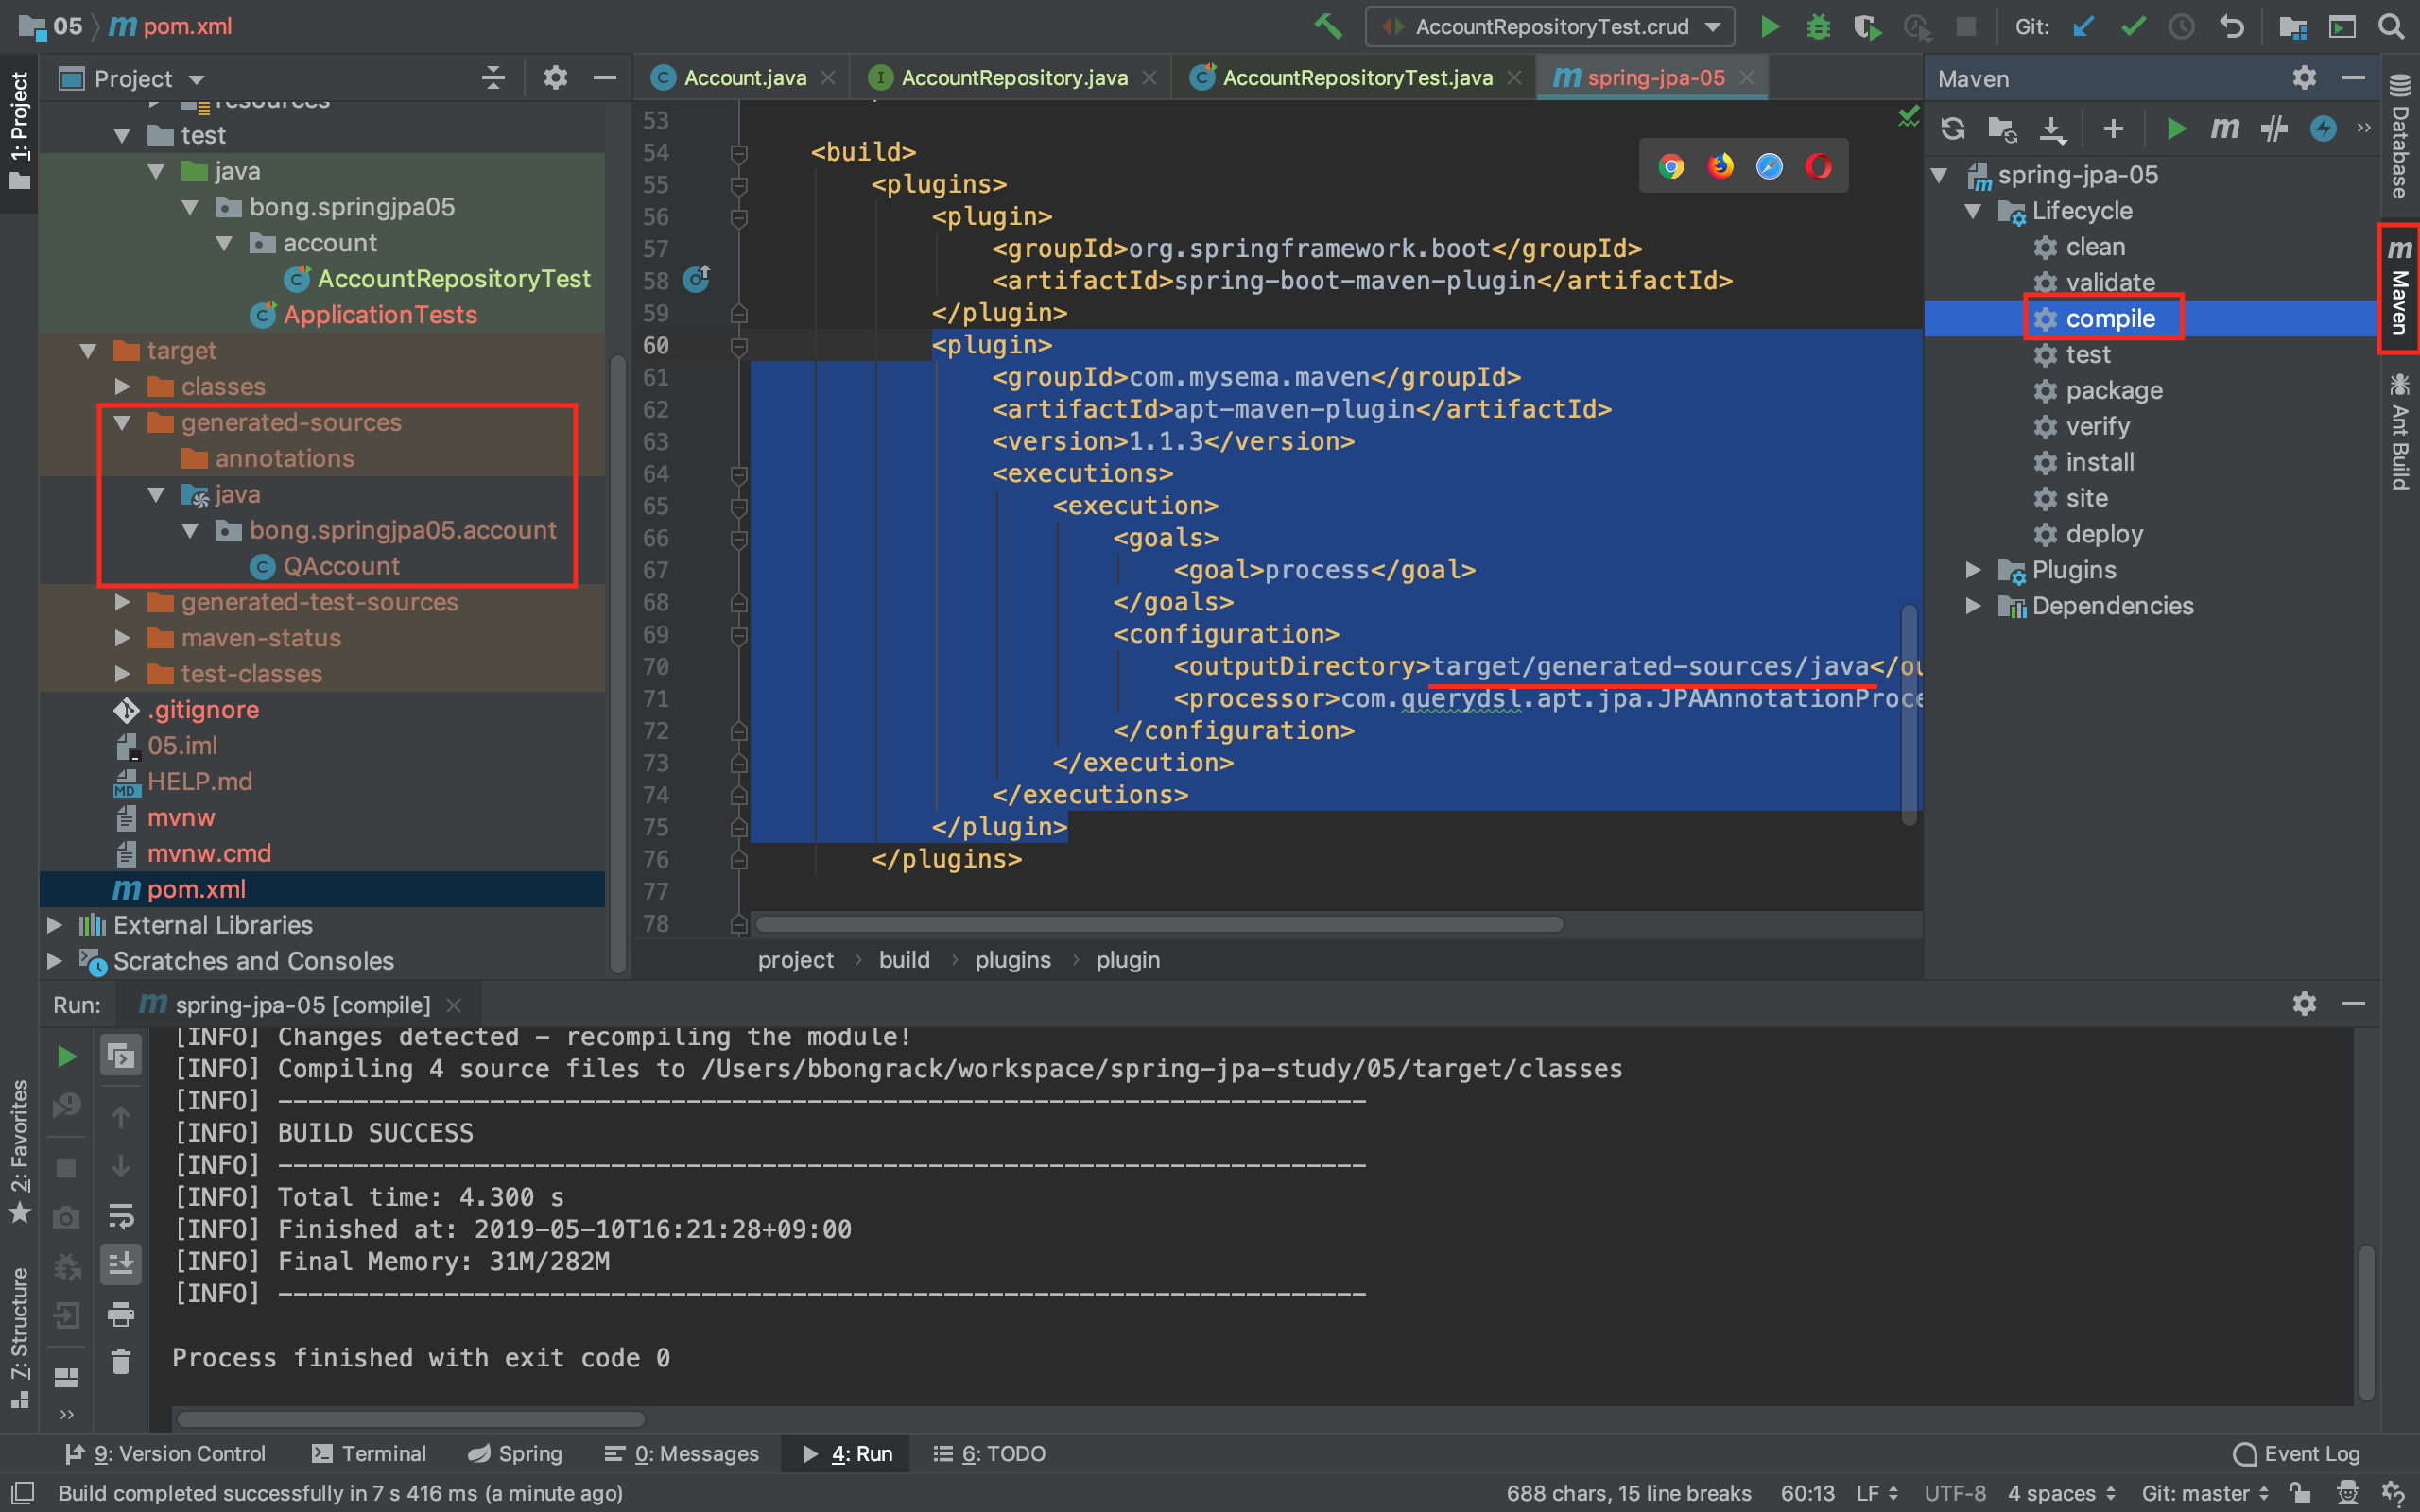 05
pom.xml
AccountRepositoryTest.crud
Git:
1: Project
Project
resources
test
java
bong.springjpa05
account
AccountRepositoryTest
ApplicationTests
target
classes
generated-sources
annotations
java
bong.springjpa05.account
QAccount
generated-test-sources
maven-status
test-classes
.gitignore
05.iml
HELP.md
mvnw
mvnw.cmd
pom.xml
External Libraries
Scratches and Consoles
Account.java
AccountRepository.java
AccountRepositoryTest.java
spring-jpa-05
53
54 <build>
55 <plugins>
56 <plugin>
57 <groupId>org.springframework.boot</groupId>
58 <artifactId>spring-boot-maven-plugin</artifactId>
59 </plugin>
60 <plugin>
61 <groupId>com.mysema.maven</groupId>
62 <artifactId>apt-maven-plugin</artifactId>
63 <version>1.1.3</version>
64 <executions>
65 <execution>
66 <goals>
67 <goal>process</goal>
68 </goals>
69 <configuration>
70 <outputDirectory>target/generated-sources/java</ou
71 <processor>com.querydsl.apt.jpa.JPAAnnotationProce
72 </configuration>
73 </execution>
74 </executions>
75 </plugin>
76 </plugins>
77
78
project › build › plugins › plugin
Maven
spring-jpa-05
Lifecycle
clean
validate
compile
test
package
verify
install
site
deploy
Plugins
Dependencies
Database
Maven
Ant Build
Run:
spring-jpa-05 [compile]
[INFO] Changes detected - recompiling the module!
[INFO] Compiling 4 source files to /Users/bbongrack/workspace/spring-jpa-study/05/target/classes
[INFO] ------------------------------------------------------------------------
[INFO] BUILD SUCCESS
[INFO] ------------------------------------------------------------------------
[INFO] Total time: 4.300 s
[INFO] Finished at: 2019-05-10T16:21:28+09:00
[INFO] Final Memory: 31M/282M
[INFO] ------------------------------------------------------------------------
Process finished with exit code 0
2: Favorites
7: Structure
9: Version Control
Terminal
Spring
0: Messages
4: Run
6: TODO
Event Log
Build completed successfully in 7 s 416 ms (a minute ago)
688 chars, 15 line breaks
60:13
LF
UTF-8
4 spaces
Git: master